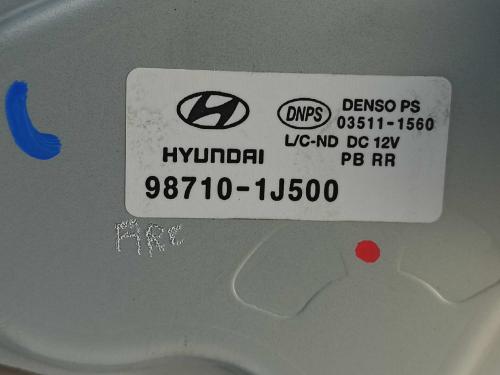 DNPS
DENSO PS
03511-1560
L/C-ND DC 12V
HYUNDAI
PB RR
98710-1J500